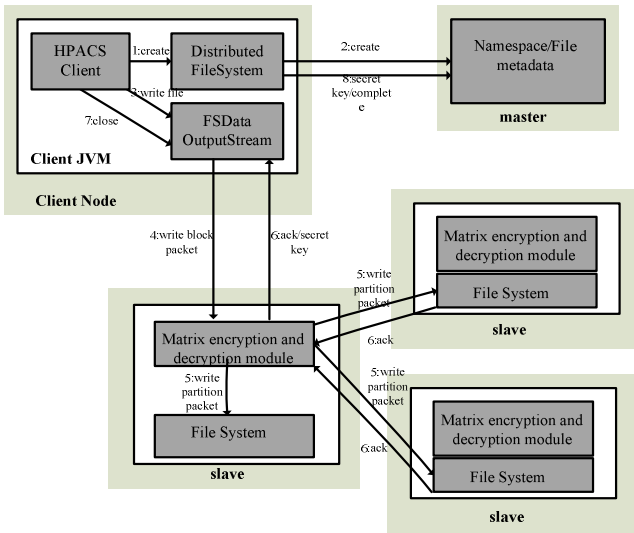 HPACS
Client
1:create
Distributed
FileSystem
2:create
8:secret
key/complet
e
Namespace/File
metadata
master
3:write file
7:close
FSData
OutputStream
Client JVM
Client Node
4:write block
packet
6:ack/secret
key
Matrix encryption and
decryption module
File System
slave
5:write
partition
packet
6:ack
Matrix encryption and
decryption module
5:write
partition
packet
File System
slave
5:write
partition
packet
6:ack
Matrix encryption and
decryption module
File System
slave